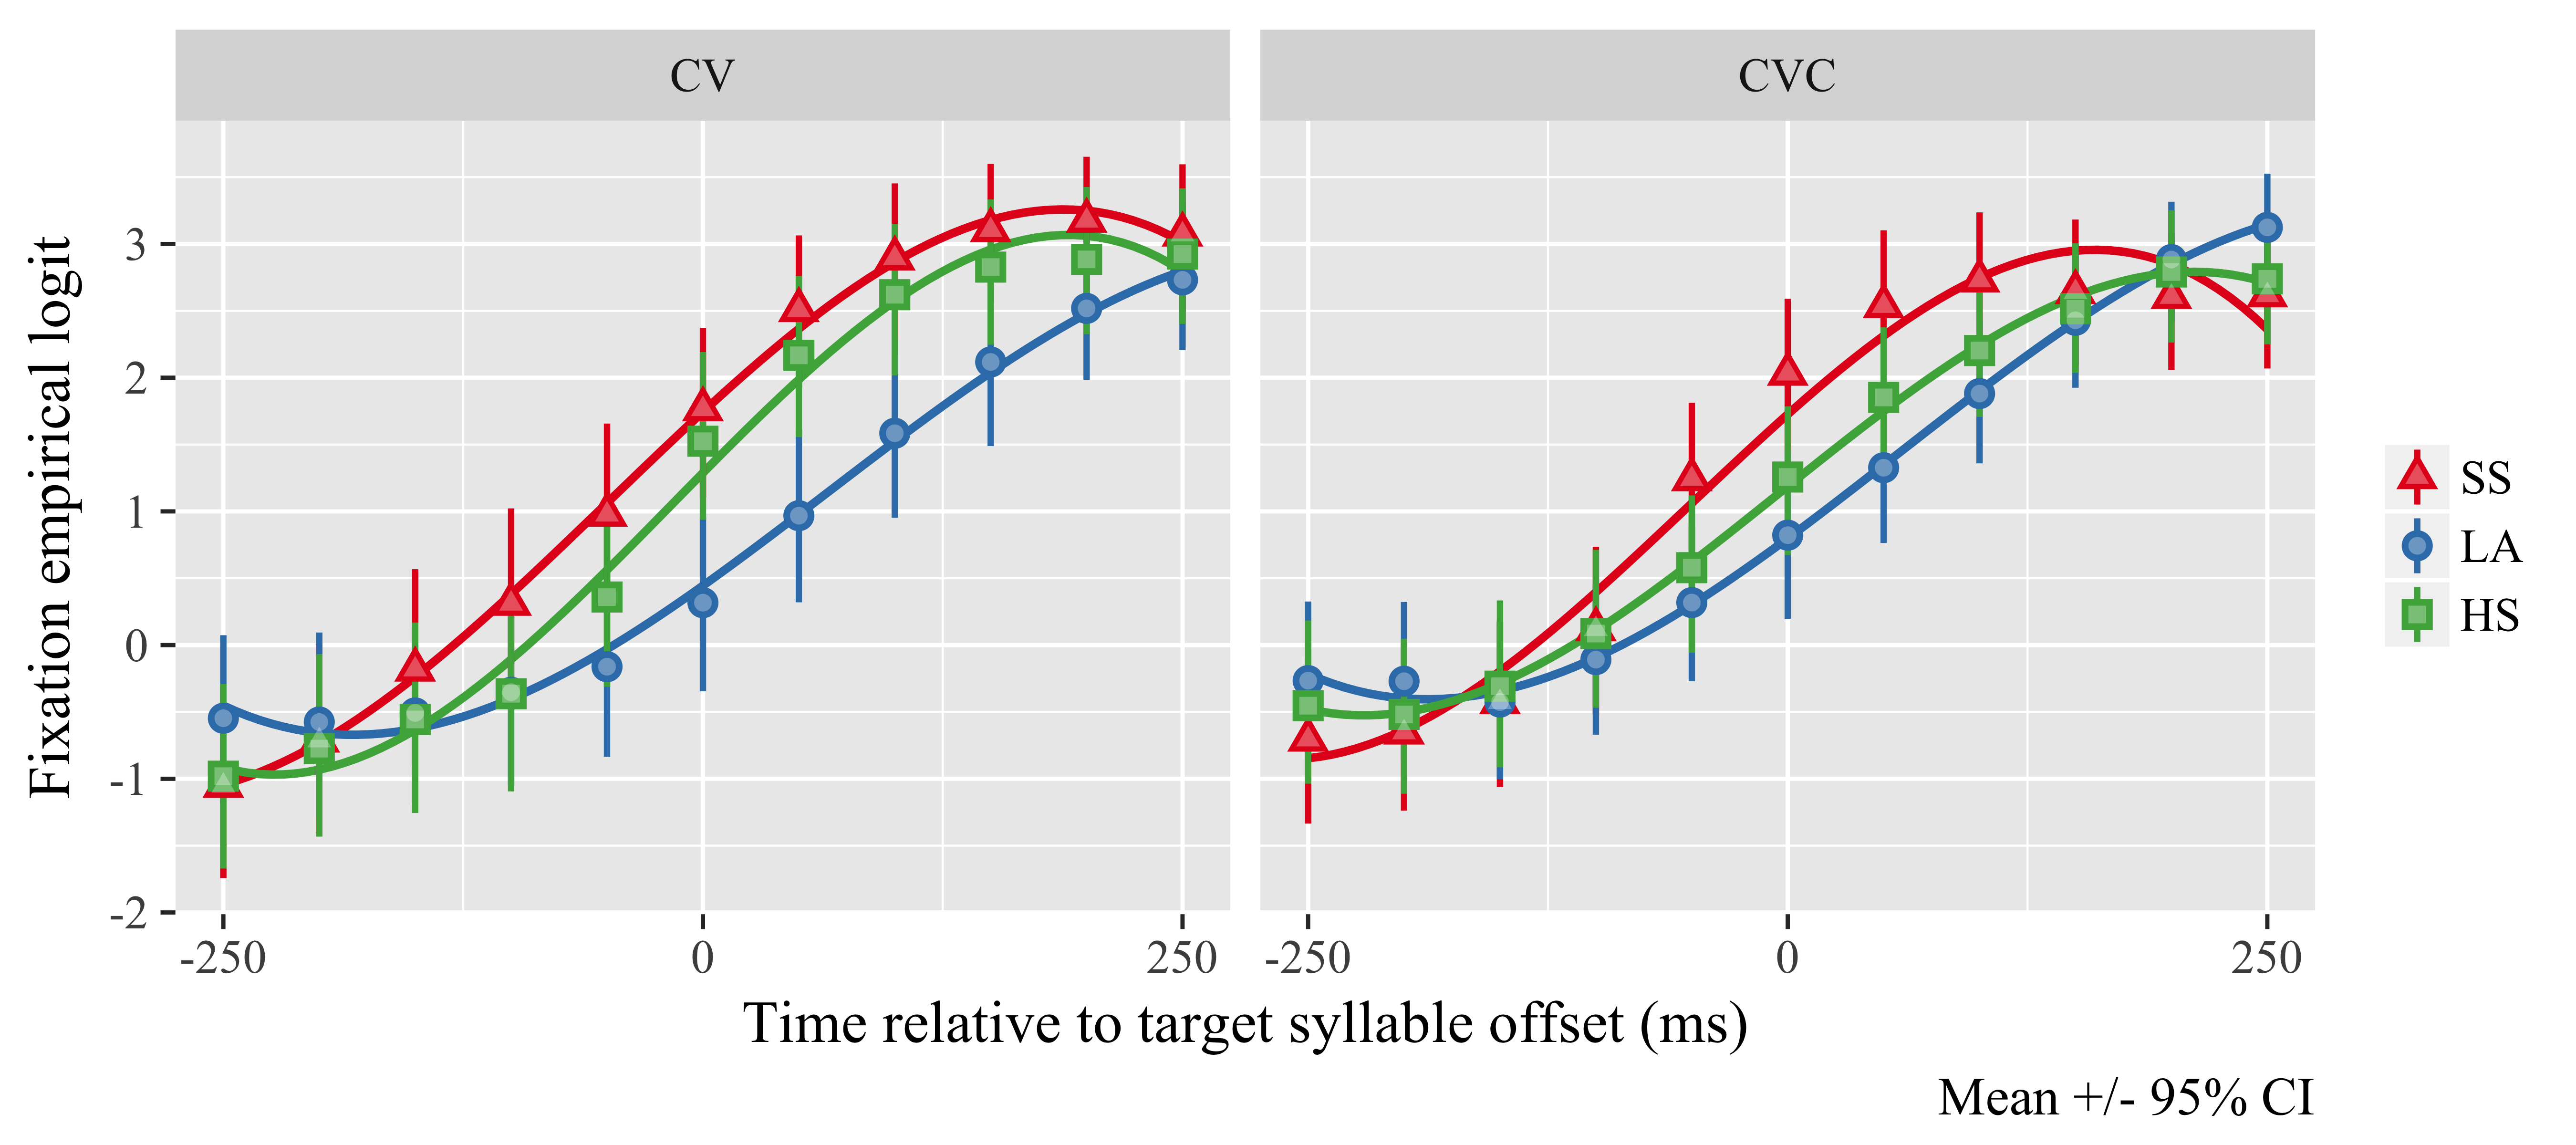 CV
CVC
Fixation empirical logit
3
2
1
0
-1
-2
-250 0 250
-250 0 250
Time relative to target syllable offset (ms)
SS
LA
HS
Mean +/- 95% CI